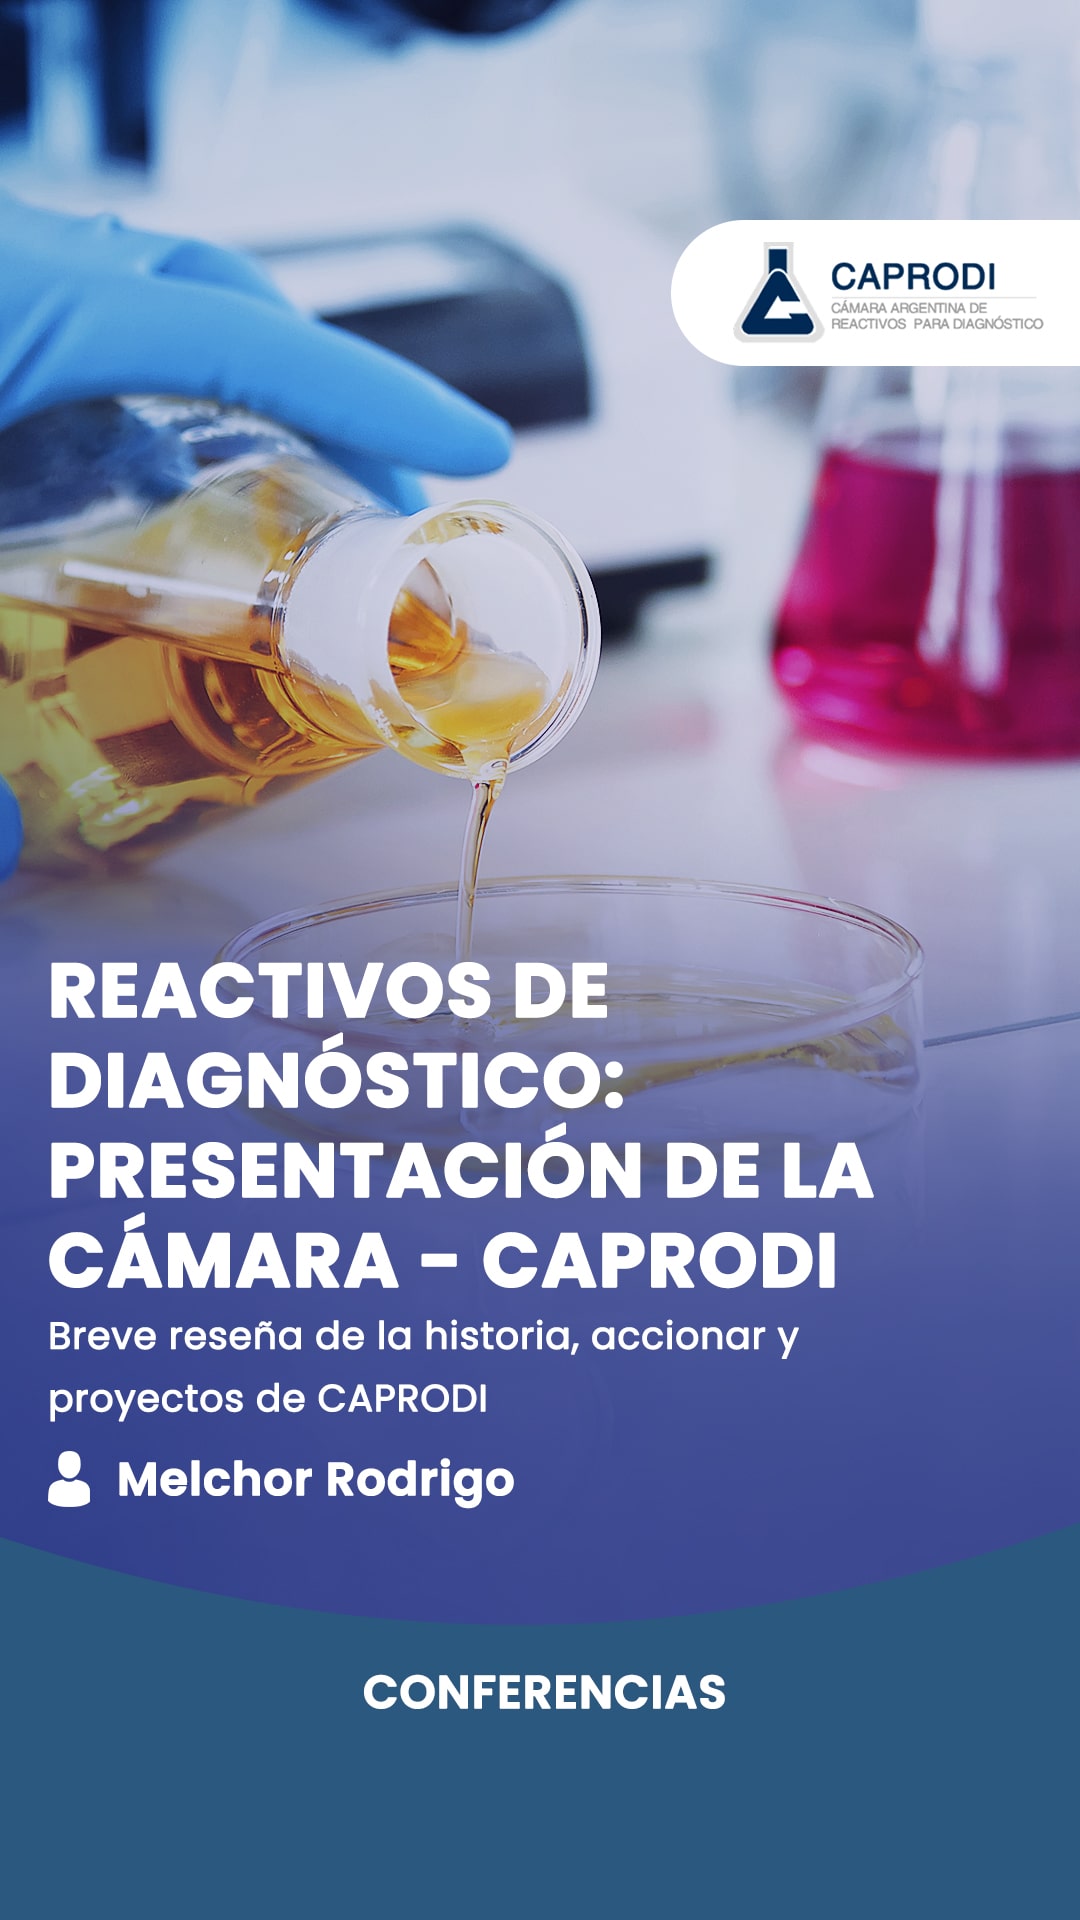 CAPRODI
CÁMARA ARGENTINA DE
REACTIVOS PARA DIAGNÓSTICO
REACTIVOS DE
DIAGNÓSTICO:
PRESENTACIÓN DE LA
CÁMARA - CAPRODI
Breve reseña de la historia, accionar y
proyectos de CAPRODI
Melchor Rodrigo
CONFERENCIAS